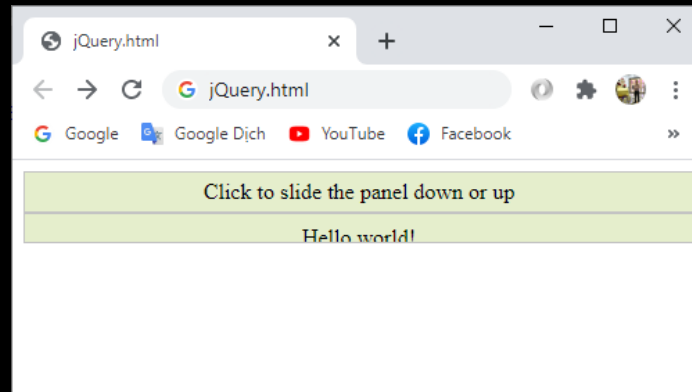 jQuery.html
jQuery.html
Google Google Dịch YouTube Facebook
Click to slide the panel down or up
Hello world!